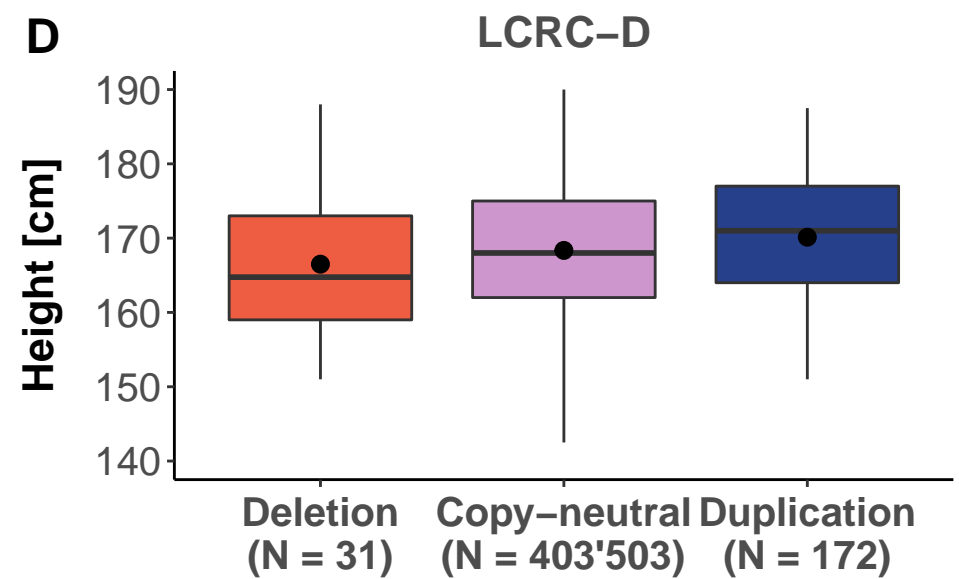 D
LCRC−D
Height [cm]
190
180
170
160
150
140
Deletion Copy−neutral Duplication
(N = 31) (N = 403'503) (N = 172)